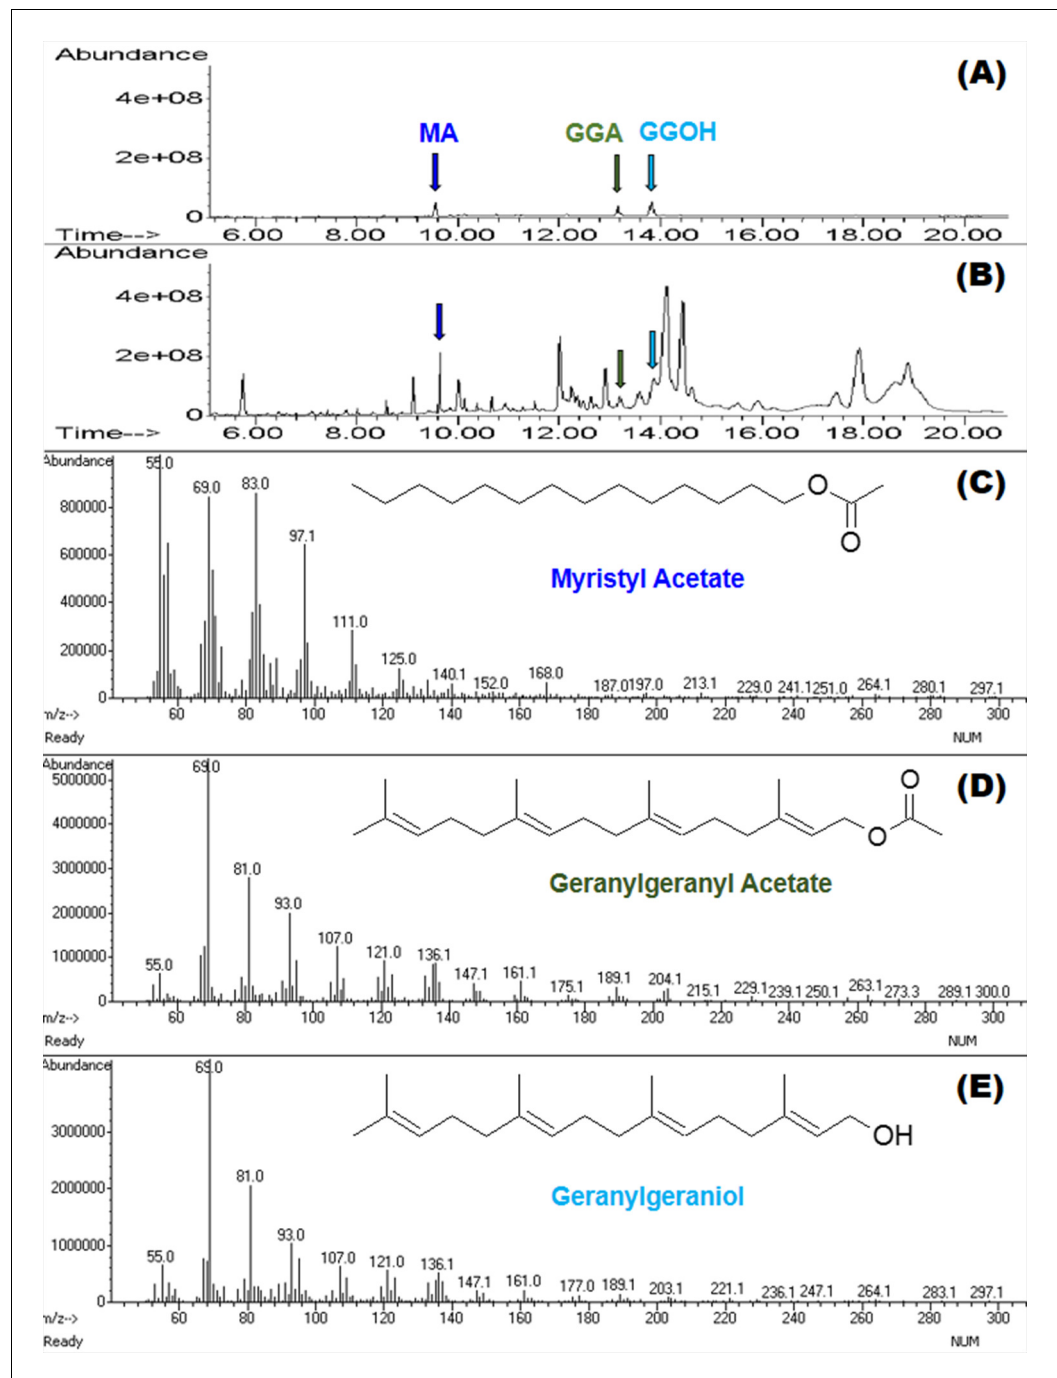 Abundance
(A)
4e+08
MA GGA GGOH
2e+08
0
Time--> 6.00 8.00 10.00 12.00 14.00 16.00 18.00 20.00
Abundance
(B)
4e+08
2e+08
0
Time--> 6.00 8.00 10.00 12.00 14.00 16.00 18.00 20.00
Abundance
55.0
(C)
69.0 83.0
O
800000
O
97.1
600000
Myristyl Acetate
400000
111.0
200000
125.0
140.1 152.0 168.0 187.0 197.0 213.1 229.0 241.1 251.0 264.1 280.1 297.1
0
m/z--> 60 80 100 120 140 160 180 200 220 240 260 280 300
Ready NUM
Abundance
69.0
(D)
5000000
O
O
4000000
3000000
81.0
Geranylgeranyl Acetate
2000000
93.0
107.0
1000000
55.0 121.0 136.1
147.1 161.1 175.1 189.1 204.1 215.1 229.1 239.1 250.1 263.1 273.3 289.1 300.0
0
m/z--> 60 80 100 120 140 160 180 200 220 240 260 280 300
Ready NUM
Abundance
69.0
(E)
3000000
OH
81.0
Geranylgeraniol
2000000
93.0
1000000
55.0 107.0 121.0 136.1
147.1 161.0 177.0 189.1 203.1 221.1 236.1 247.1 264.1 283.1 297.1
0
m/z--> 60 80 100 120 140 160 180 200 220 240 260 280 300
Ready NUM